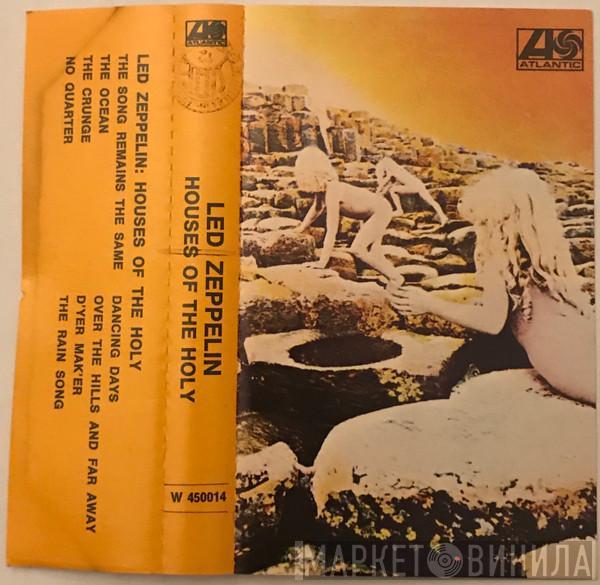 LED ZEPPELIN: HOUSES OF THE HOLY
THE SONG REMAINS THE SAME
THE OCEAN
THE CRUNGE
NO QUARTER
DANCING DAYS
OVER THE HILLS AND FAR AWAY
D'YER MAK'ER
THE RAIN SONG
ATLANTIC
LED ZEPPELIN
HOUSES OF THE HOLY
W 450014
ATLANTIC
МАРКЕТ ВИНИЛА